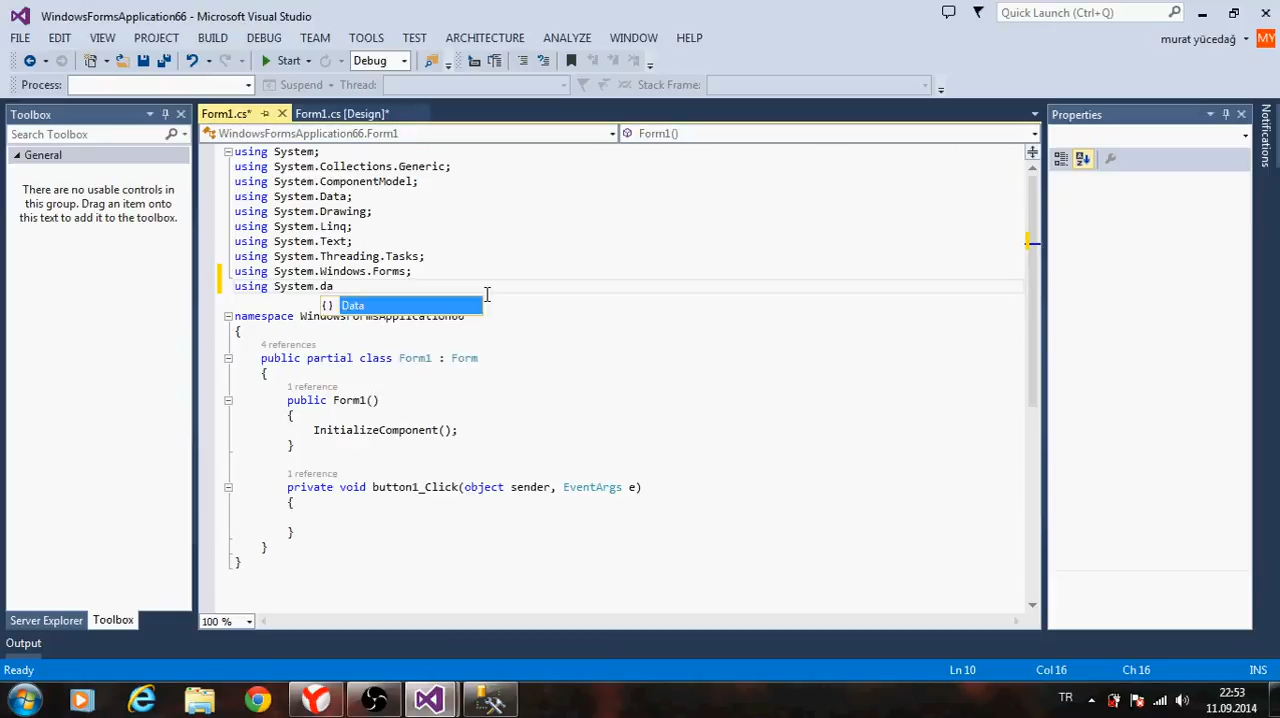 WindowsFormsApplication66 - Microsoft Visual Studio
Quick Launch (Ctrl+Q)
FILE EDIT VIEW PROJECT BUILD DEBUG TEAM TOOLS TEST ARCHITECTURE ANALYZE WINDOW HELP
murat yücedağ MY
Start Debug
Process: Suspend Thread: Stack Frame:
Toolbox
Form1.cs*
Form1.cs [Design]*
Properties
Notifications
Search Toolbox
WindowsFormsApplication66.Form1
Form1()
General
There are no usable controls in
this group. Drag an item onto
this text to add it to the toolbox.
using System;
using System.Collections.Generic;
using System.ComponentModel;
using System.Data;
using System.Drawing;
using System.Linq;
using System.Text;
using System.Threading.Tasks;
using System.Windows.Forms;
using System.da
{} Data
namespace WindowsFormsApplication66
{
4 references
public partial class Form1 : Form
{
1 reference
public Form1()
{
InitializeComponent();
}
1 reference
private void button1_Click(object sender, EventArgs e)
{
}
}
}
100 %
Server Explorer Toolbox
Output
Ready Ln 10 Col 16 Ch 16 INS
TR
22:53
11.09.2014